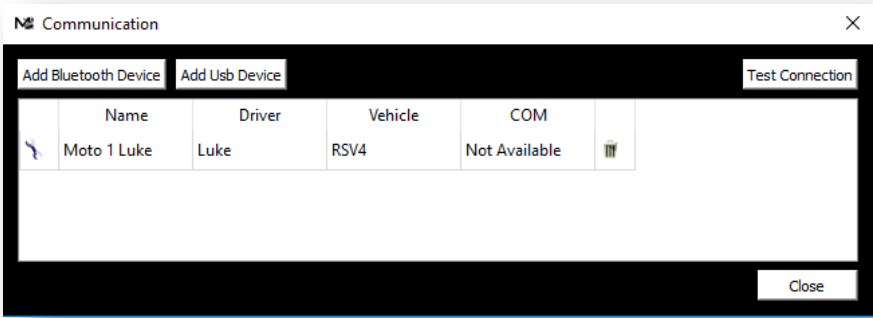 Communication
Add Bluetooth Device Add Usb Device Test Connection
Name Driver Vehicle COM
Moto 1 Luke Luke RSV4 Not Available
Close